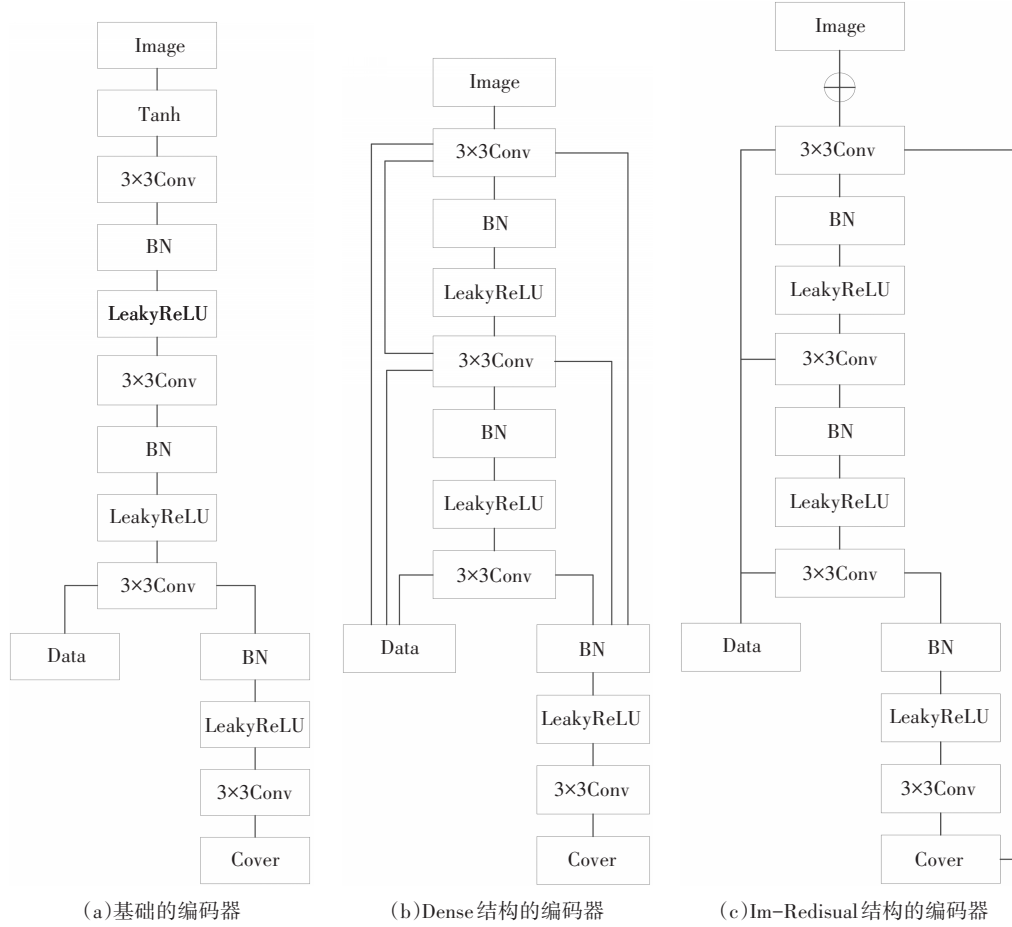 Image
Tanh
3×3Conv
BN
LeakyReLU
3×3Conv
BN
LeakyReLU
3×3Conv
Data
BN
LeakyReLU
3×3Conv
Cover
(a)基础的编码器
Image
3×3Conv
BN
LeakyReLU
3×3Conv
BN
LeakyReLU
3×3Conv
Data
BN
LeakyReLU
3×3Conv
Cover
(b)Dense结构的编码器
Image
3×3Conv
BN
LeakyReLU
3×3Conv
BN
LeakyReLU
3×3Conv
Data
BN
LeakyReLU
3×3Conv
Cover
(c)Im-Redisual结构的编码器